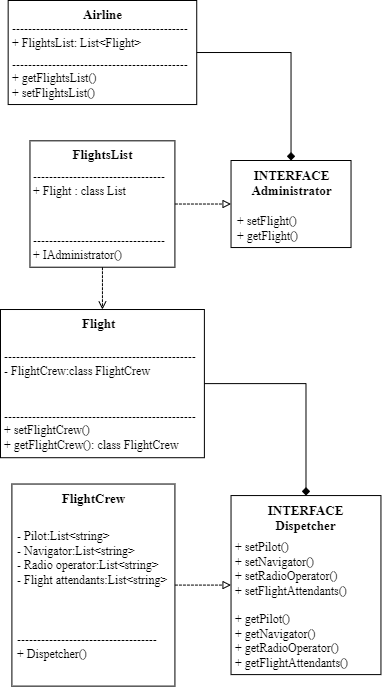 Airline
+ FlightsList: List<Flight>
+ getFlightsList()
+ setFlightsList()
FlightsList
+ Flight : class List
+ IAdministrator()
INTERFACE
Administrator
+ setFlight()
+ getFlight()
Flight
- FlightCrew:class FlightCrew
+ setFlightCrew()
+ getFlightCrew(): class FlightCrew
FlightCrew
- Pilot:List<string>
- Navigator:List<string>
- Radio operator:List<string>
- Flight attendants:List<string>
+ Dispetcher()
INTERFACE
Dispetcher
+ setPilot()
+ setNavigator()
+ setRadioOperator()
+ setFlightAttendants()
+ getPilot()
+ getNavigator()
+ getRadioOperator()
+ getFlightAttendants()